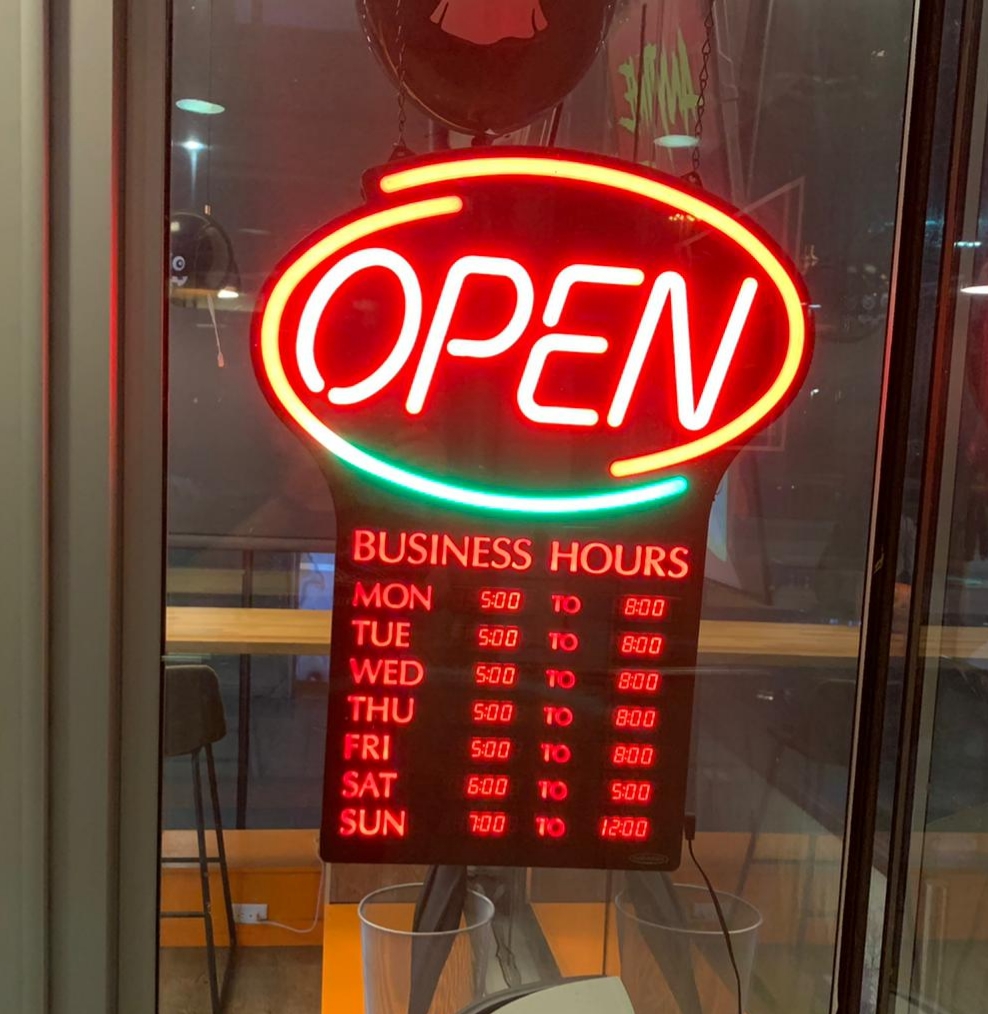 OPEN
BUSINESS HOURS
MON 5:00 TO 8:00
TUE 5:00 TO 8:00
WED 5:00 TO 8:00
THU 5:00 TO 8:00
FRI 5:00 TO 8:00
SAT 6:00 TO 5:00
SUN 7:00 TO 12:00